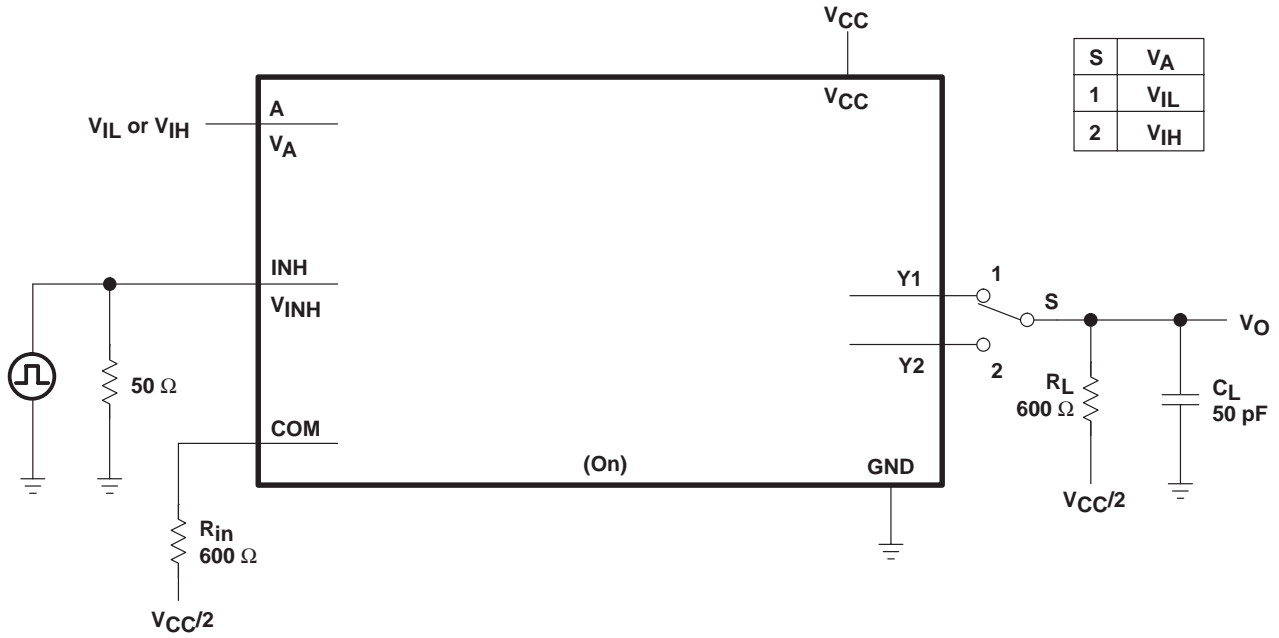 VCC
VCC
S VA
1 VIL
2 VIH
VIL or VIH
A
VA
INH
VINH
50 Ω
COM
Rin
600 Ω
VCC/2
(On)
GND
Y1
Y2
1
S
2
VO
RL
600 Ω
CL
50 pF
VCC/2